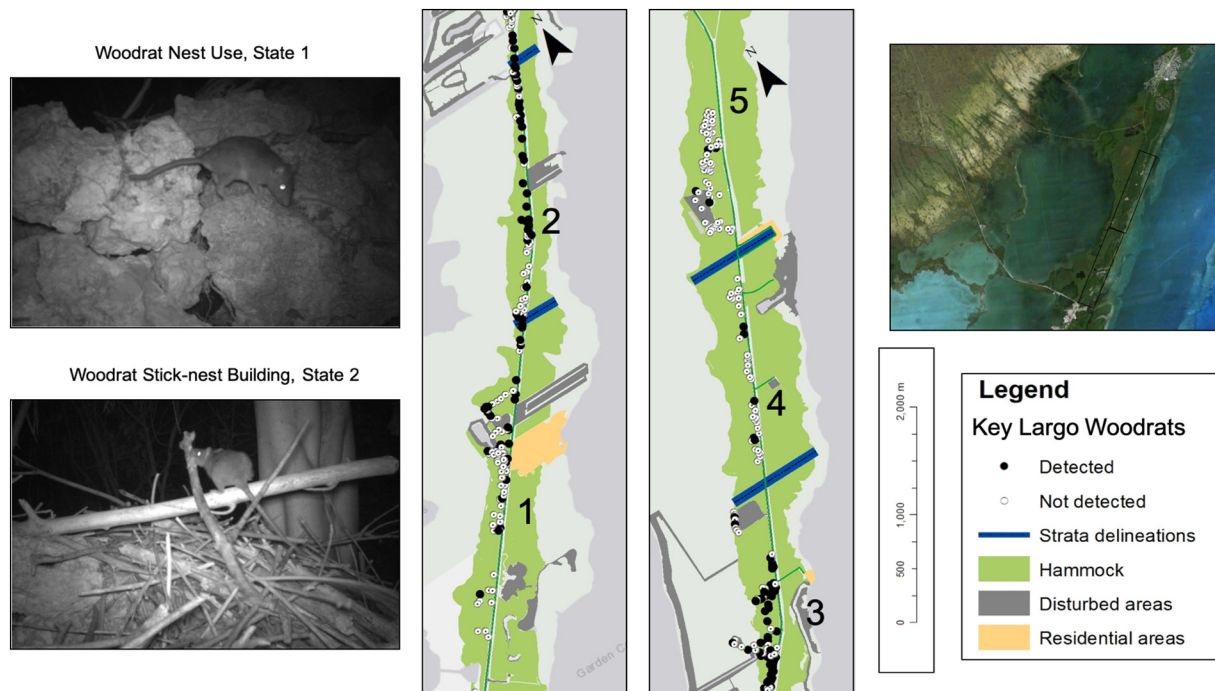 Woodrat Nest Use, State 1
Woodrat Stick-nest Building, State 2
N
2
1
Garden C
N
5
4
3
2,000 m
1,000
500
0
Legend
Key Largo Woodrats
Detected
Not detected
Strata delineations
Hammock
Disturbed areas
Residential areas